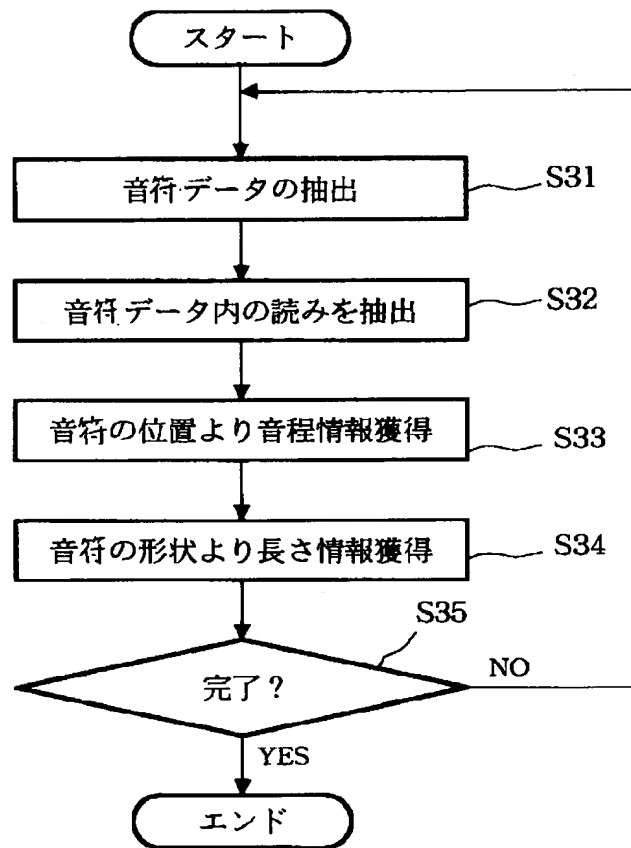 スタート
音符データの抽出
S31
音符データ内の読みを抽出
S32
音符の位置より音程情報獲得
S33
音符の形状より長さ情報獲得
S34
S35
完了？
NO
YES
エンド